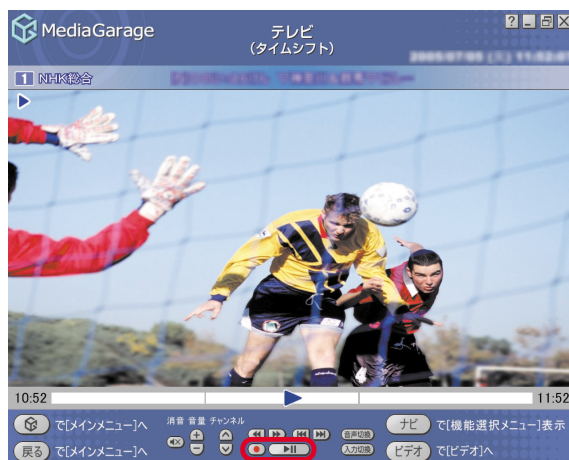 MediaGarage
テレビ
(タイムシフト)
1 NHK総合
10:52
11:52
で[メインメニュー]へ
消音 音量 チャンネル
音声切換
ナビ で[機能選択メニュー]表示
戻る で[メインメニュー]へ
入力切換
ビデオ で[ビデオ]へ